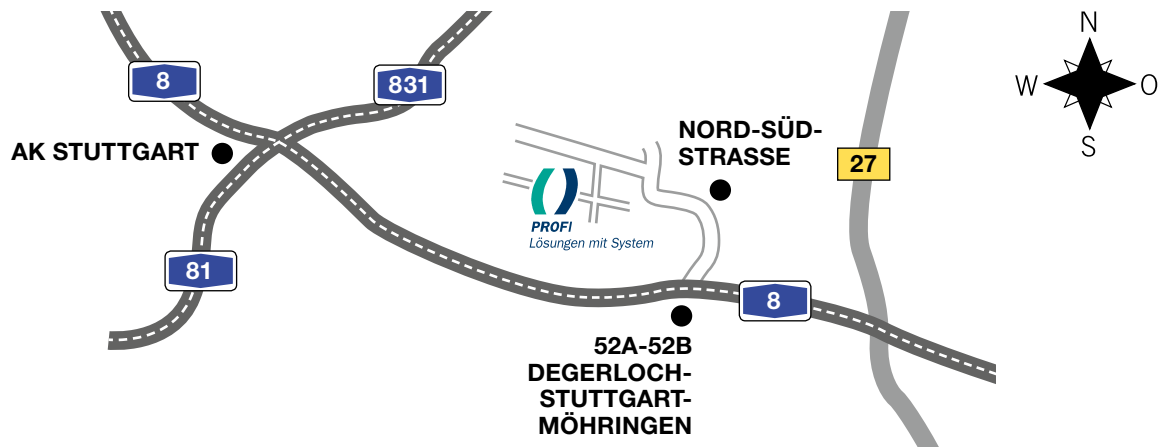 N
W O
S
8
831
AK STUTTGART
NORD-SÜD-
STRASSE
27
PROFI
Lösungen mit System
81
8
52A-52B
DEGERLOCH-
STUTTGART-
MÖHRINGEN